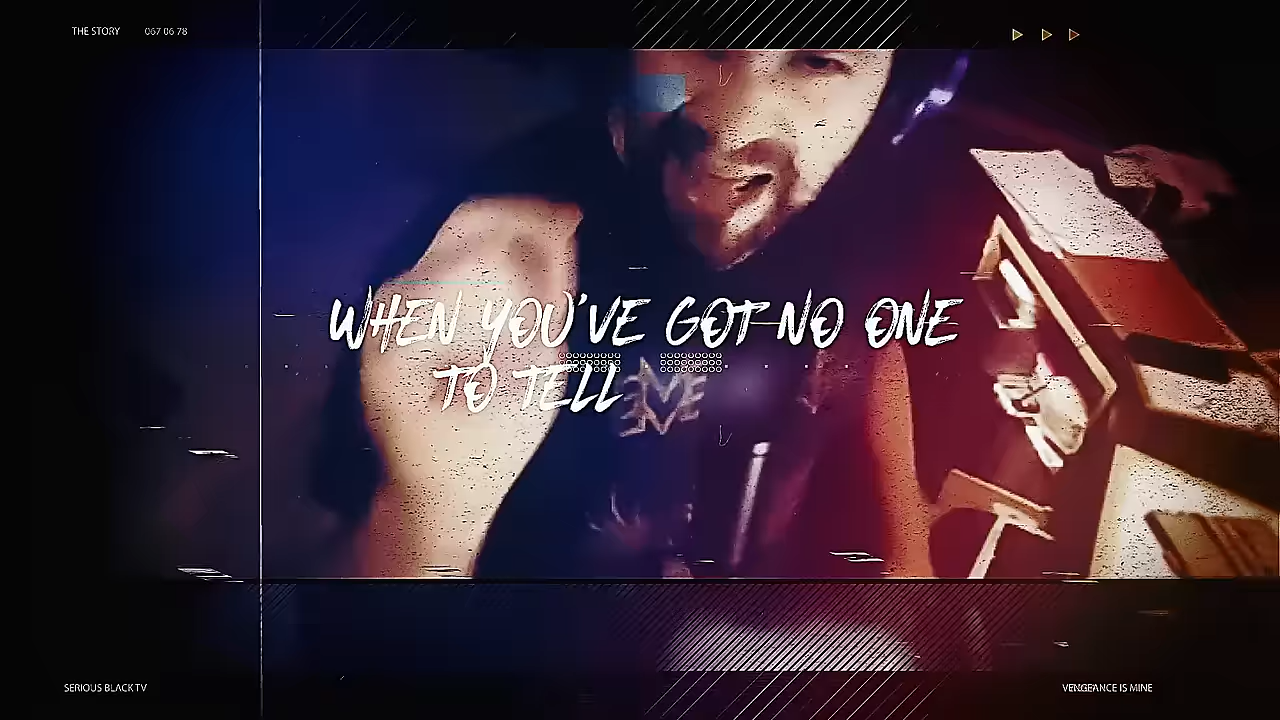 THE STORY 067 06 78
WHEN YOU'VE GOT NO ONE
TO TELL
SERIOUS BLACK TV
VENGEANCE IS MINE